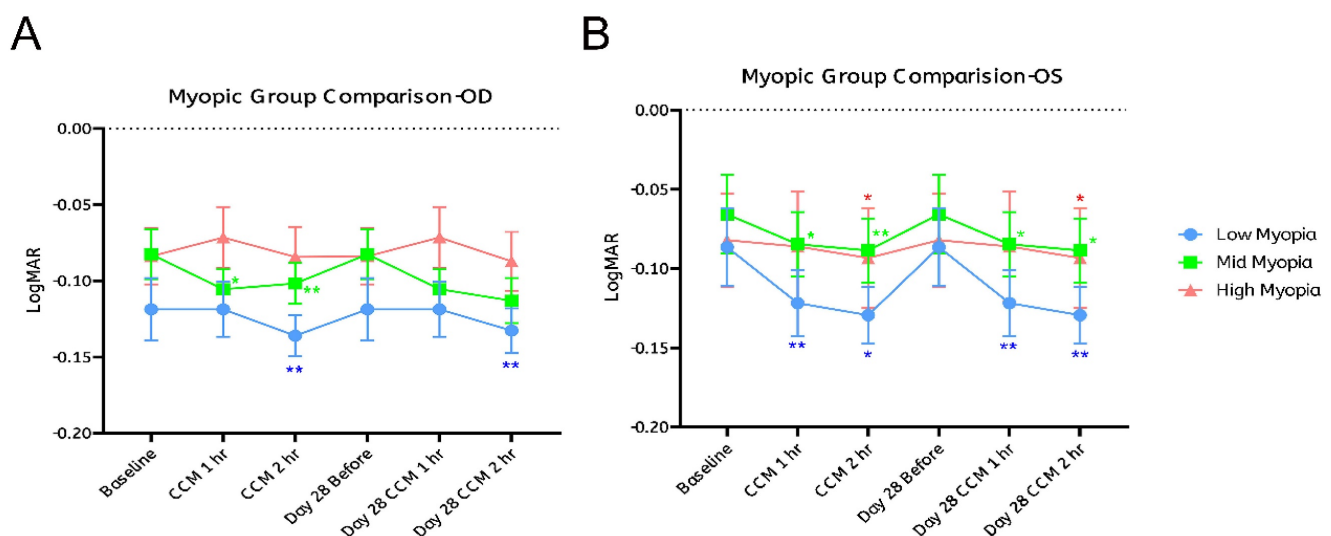 A
Myopic Group Comparison-OD
LogMAR
0.00
-0.05
-0.10
-0.15
-0.20
*
**
**
**
Baseline
CCM 1 hr
CCM 2 hr
Day 28 Before
Day 28 CCM 1 hr
Day 28 CCM 2 hr
B
Myopic Group Comparision-OS
LogMAR
0.00
-0.05
-0.10
-0.15
-0.20
*
*
*
**
*
*
**
*
**
**
Baseline
CCM 1 hr
CCM 2 hr
Day 28 Before
Day 28 CCM 1 hr
Day 28 CCM 2 hr
Low Myopia
Mid Myopia
High Myopia